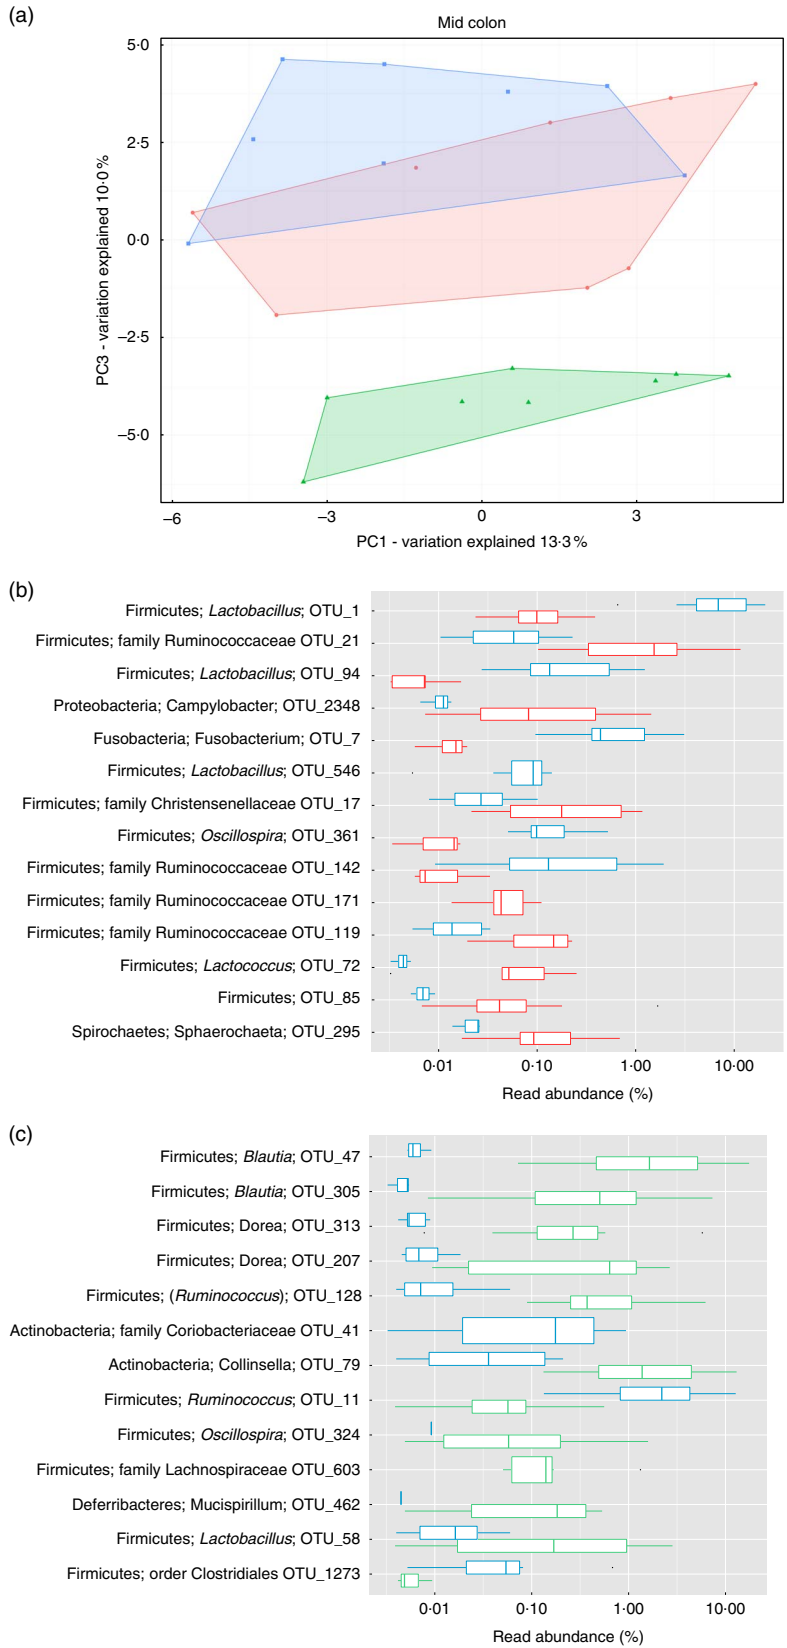 (a)
Mid colon
5·0
2·5
0·0
–2·5
–5·0
PC3 - variation explained 10·0 %
–6
–3
0
3
PC1 - variation explained 13·3 %
(b)
Firmicutes; Lactobacillus; OTU_1
Firmicutes; family Ruminococcaceae OTU_21
Firmicutes; Lactobacillus; OTU_94
Proteobacteria; Campylobacter; OTU_2348
Fusobacteria; Fusobacterium; OTU_7
Firmicutes; Lactobacillus; OTU_546
Firmicutes; family Christensenellaceae OTU_17
Firmicutes; Oscillospira; OTU_361
Firmicutes; family Ruminococcaceae OTU_142
Firmicutes; family Ruminococcaceae OTU_171
Firmicutes; family Ruminococcaceae OTU_119
Firmicutes; Lactococcus; OTU_72
Firmicutes; OTU_85
Spirochaetes; Sphaerochaeta; OTU_295
0·01
0·10
1·00
10·00
Read abundance (%)
(c)
Firmicutes; Blautia; OTU_47
Firmicutes; Blautia; OTU_305
Firmicutes; Dorea; OTU_313
Firmicutes; Dorea; OTU_207
Firmicutes; (Ruminococcus); OTU_128
Actinobacteria; family Coriobacteriaceae OTU_41
Actinobacteria; Collinsella; OTU_79
Firmicutes; Ruminococcus; OTU_11
Firmicutes; Oscillospira; OTU_324
Firmicutes; family Lachnospiraceae OTU_603
Deferribacteres; Mucispirillum; OTU_462
Firmicutes; Lactobacillus; OTU_58
Firmicutes; order Clostridiales OTU_1273
0·01
0·10
1·00
10·00
Read abundance (%)